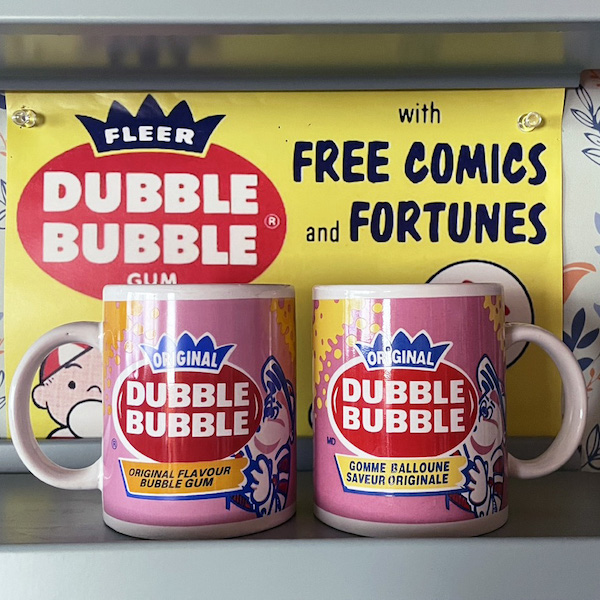 FLEER
DUBBLE
BUBBLE
®
GUM
with
FREE COMICS
and FORTUNES
ORIGINAL
DUBBLE
BUBBLE
®
ORIGINAL FLAVOUR
BUBBLE GUM
ORIGINAL
DUBBLE
BUBBLE
MD
GOMME BALLOUNE
SAVEUR ORIGINALE